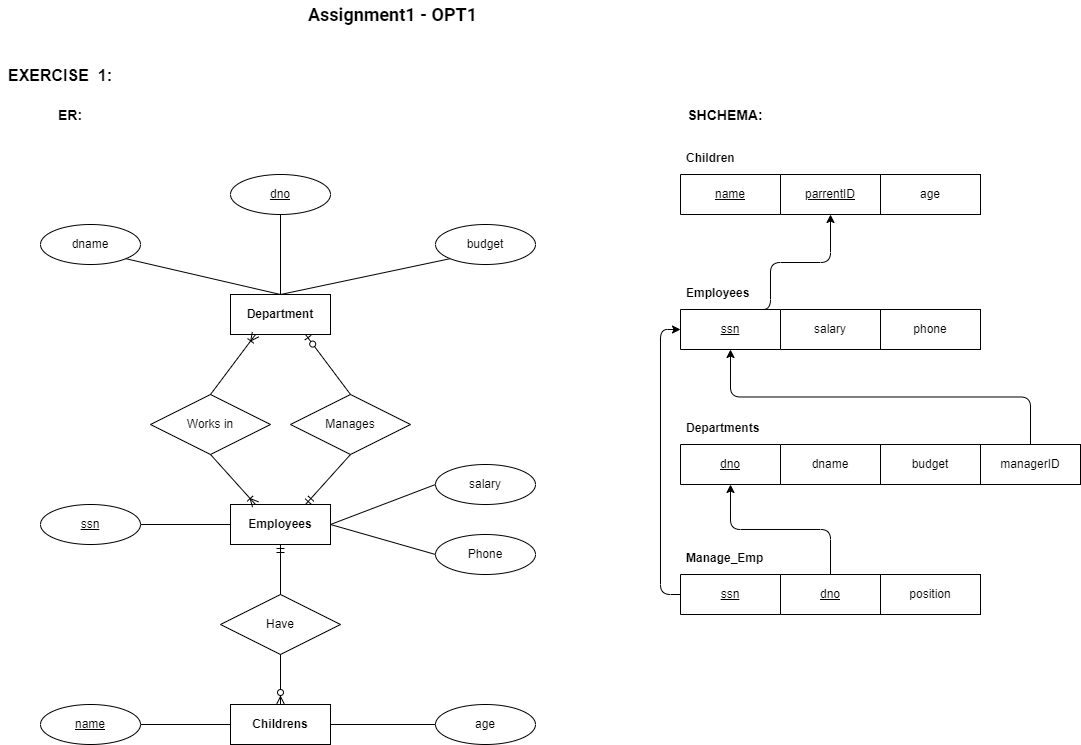 Assignment1 - OPT1
EXERCISE 1:
ER:
dno
dname
budget
Department
Works in
Manages
salary
ssn
Employees
Phone
Have
name
Childrens
age
SHCHEMA:
Children
name parrentID age
Employees
ssn salary phone
Departments
dno dname budget managerID
Manage_Emp
ssn dno position